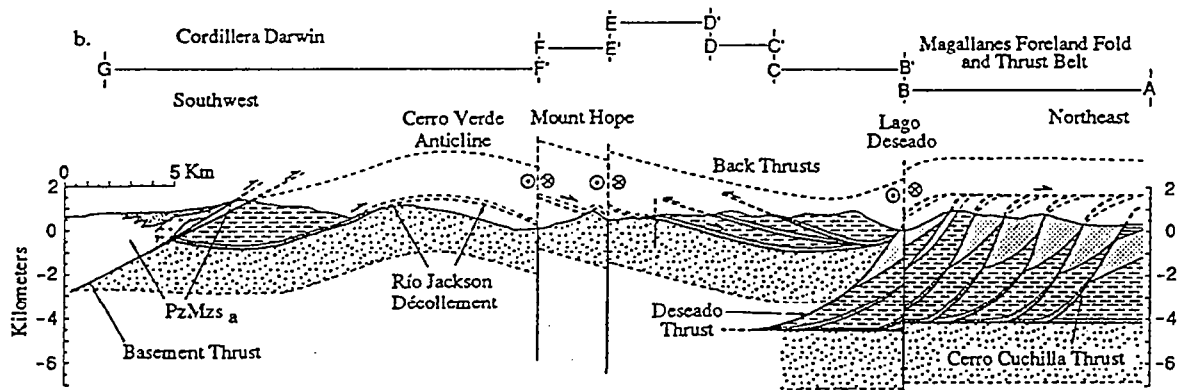 b.
Cordillera Darwin
E D'
F E' D C'
G F' C B'
B A
Magallanes Foreland Fold
and Thrust Belt
Southwest
Northeast
Cerro Verde
Anticline
Mount Hope
Lago
Deseado
Back Thrusts
0 5 Km
2
0
-2
-4
-6
Kilometers
2
0
-2
-4
-6
PzMzs a
Basement Thrust
Río Jackson
Décollement
Deseado
Thrust
Cerro Cuchilla Thrust